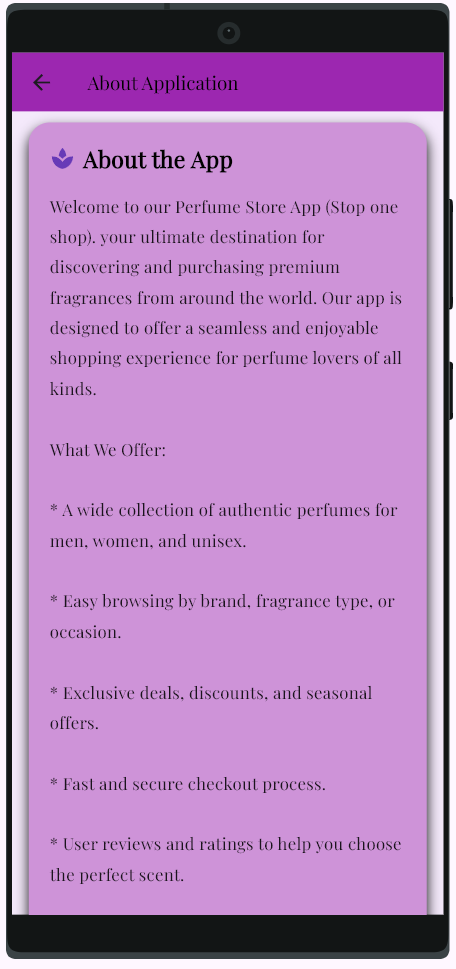 About Application
About the App
Welcome to our Perfume Store App (Stop one
shop). your ultimate destination for
discovering and purchasing premium
fragrances from around the world. Our app is
designed to offer a seamless and enjoyable
shopping experience for perfume lovers of all
kinds.
What We Offer:
* A wide collection of authentic perfumes for
men, women, and unisex.
* Easy browsing by brand, fragrance type, or
occasion.
* Exclusive deals, discounts, and seasonal
offers.
* Fast and secure checkout process.
* User reviews and ratings to help you choose
the perfect scent.